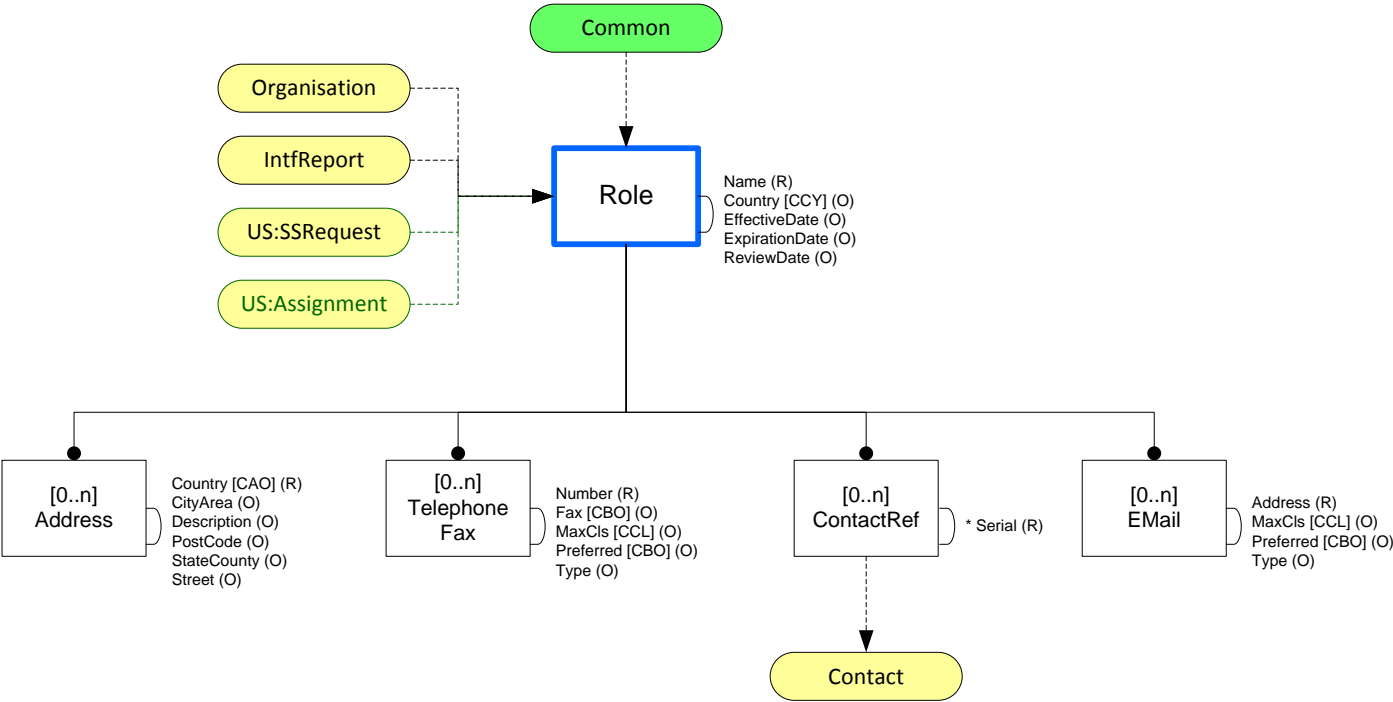 Common
Organisation
IntfReport
US:SSRequest
US:Assignment
Role
Name (R)
Country [CCY] (O)
EffectiveDate (O)
ExpirationDate (O)
ReviewDate (O)
[0..n]
Address
Country [CAO] (R)
CityArea (O)
Description (O)
PostCode (O)
StateCounty (O)
Street (O)
[0..n]
Telephone
Fax
Number (R)
Fax [CBO] (O)
MaxCls [CCL] (O)
Preferred [CBO] (O)
Type (O)
[0..n]
ContactRef
* Serial (R)
[0..n]
EMail
Address (R)
MaxCls [CCL] (O)
Preferred [CBO] (O)
Type (O)
Contact